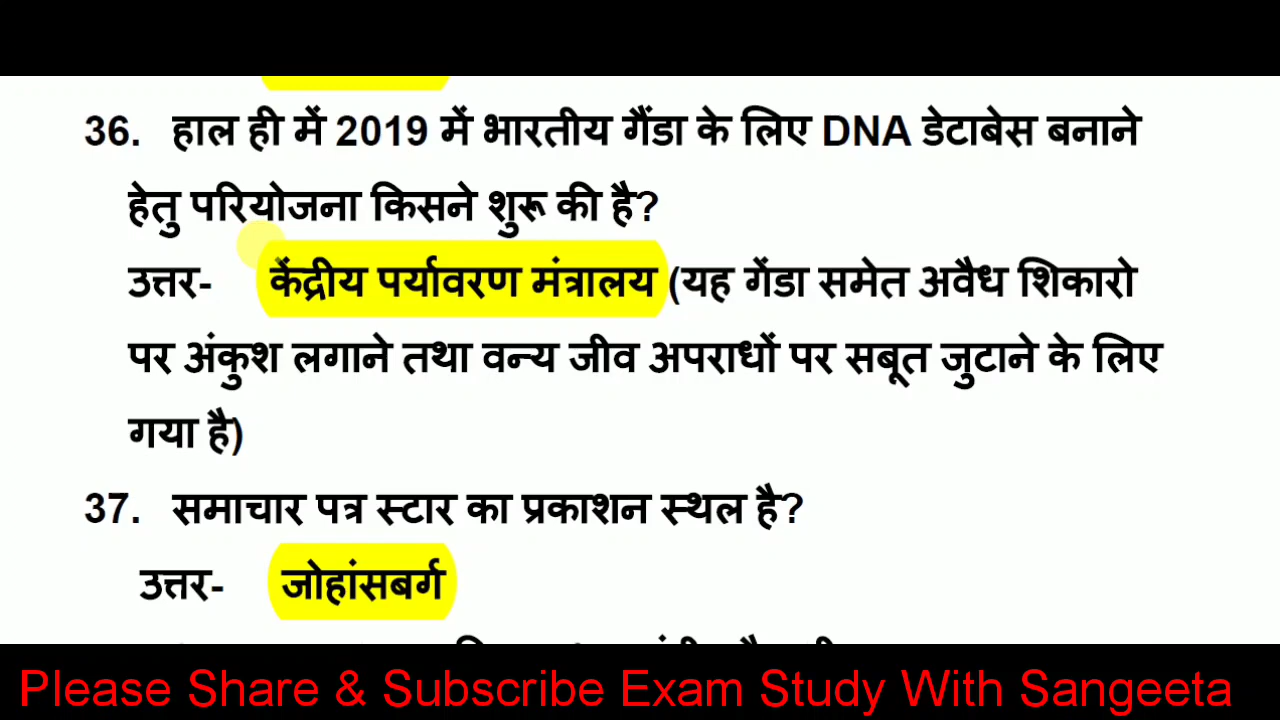 36. हाल ही में 2019 में भारतीय गैंडा के लिए DNA डेटाबेस बनाने
हेतु परियोजना किसने शुरू की है?
उत्तर- केंद्रीय पर्यावरण मंत्रालय (यह गेंडा समेत अवैध शिकारो
पर अंकुश लगाने तथा वन्य जीव अपराधों पर सबूत जुटाने के लिए
गया है)
37. समाचार पत्र स्टार का प्रकाशन स्थल है?
उत्तर- जोहांसबर्ग
Please Share & Subscribe Exam Study With Sangeeta